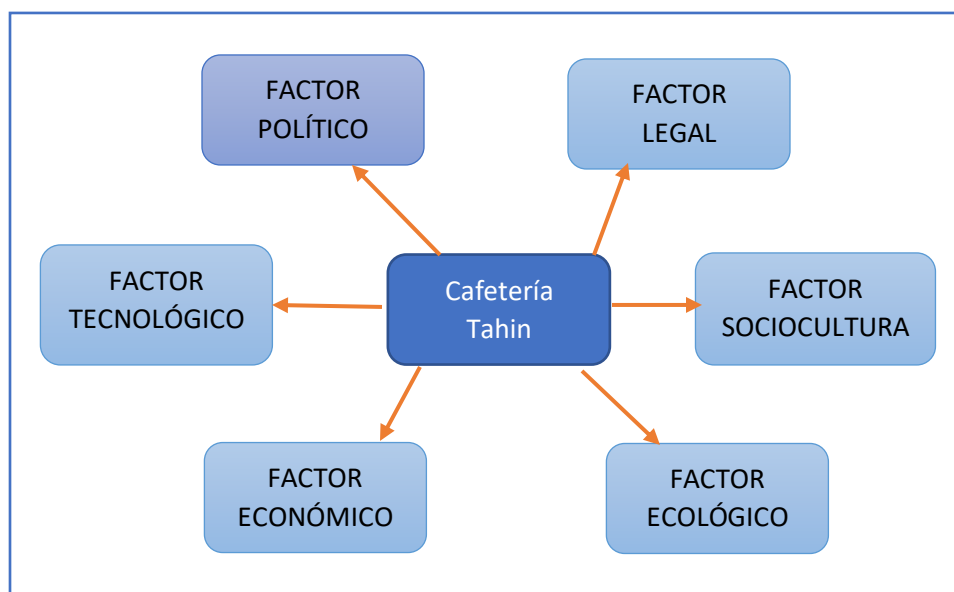 FACTOR
POLÍTICO
FACTOR
LEGAL
FACTOR
TECNOLÓGICO
Cafetería
Tahin
FACTOR
SOCIOCULTURA
FACTOR
ECONÓMICO
FACTOR
ECOLÓGICO